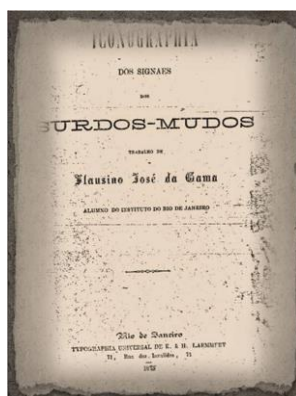 ICONOGRAPHIA
DOS SIGNAES
DOS
SURDOS-MUDOS
TRABALHO DE
Flausino José da Gama
ALUMNO DO INSTITUTO DO RIO DE JANEIRO
Rio de Janeiro
TYPOGRAPHIA UNIVERSAL DE E. & H. LAEMMERT
71, Rua dos Invalidos, 71